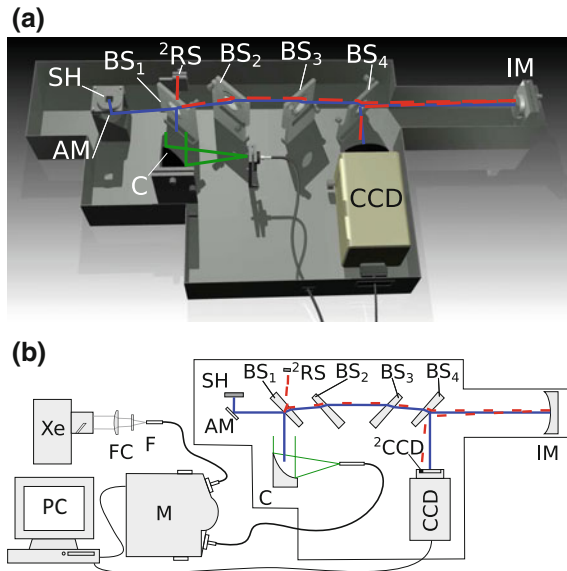 (a)
SH
BS1
²RS
BS2
BS3
BS4
IM
AM
C
CCD
(b)
Xe
FC
F
PC
M
SH
AM
BS1
²RS
BS2
BS3
BS4
IM
C
²CCD
CCD